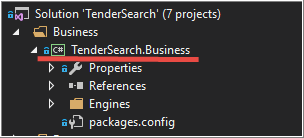 Solution 'TenderSearch' (7 projects)
Business
C# TenderSearch.Business
Properties
References
Engines
packages.config